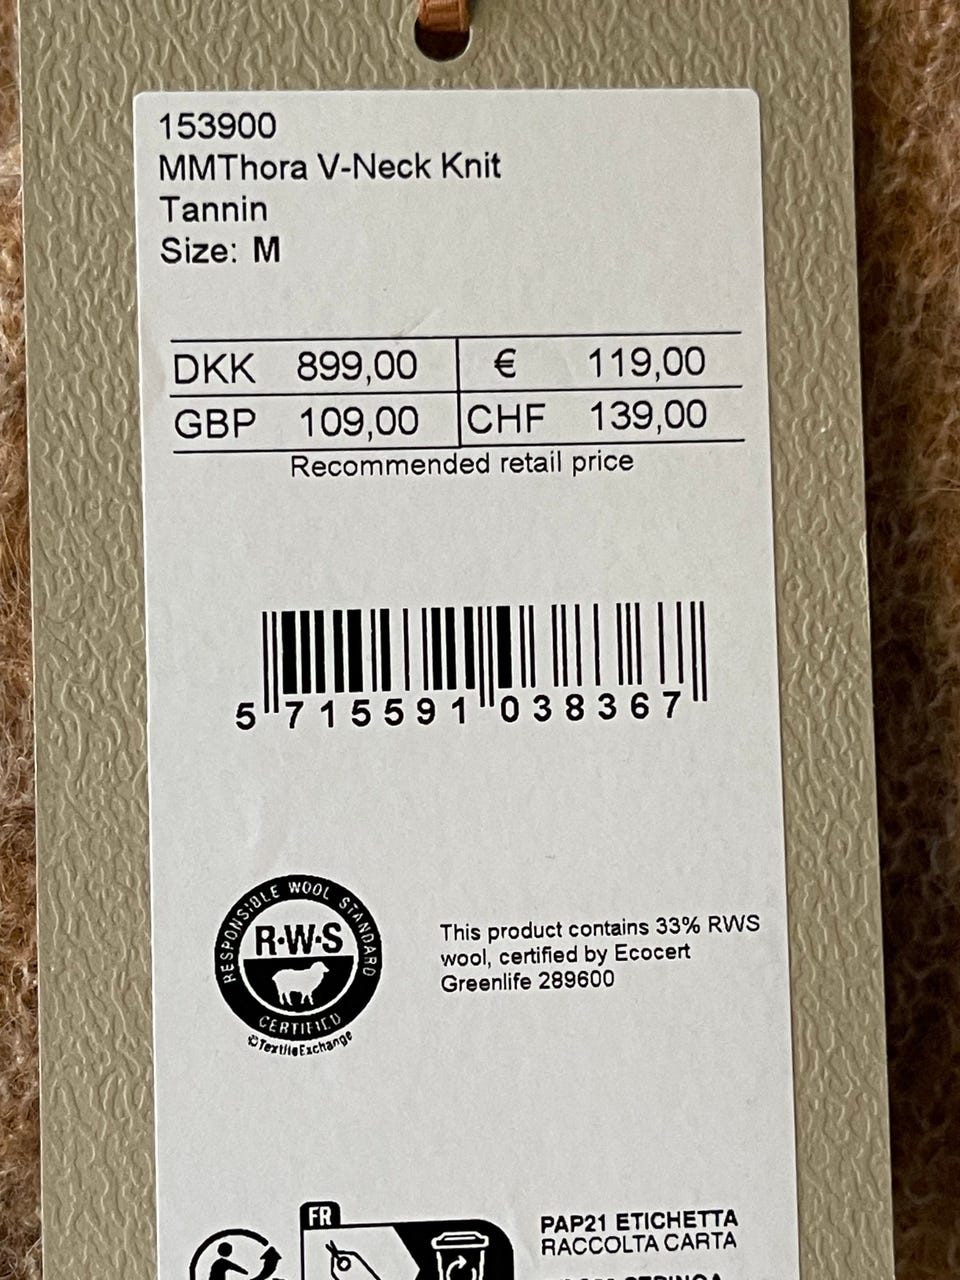 153900
MMThora V-Neck Knit
Tannin
Size: M
DKK 899,00 € 119,00
GBP 109,00 CHF 139,00
Recommended retail price
5 715591 038367
RESPONSIBLE WOOL STANDARD
R·W·S
CERTIFIED
©TextileExchange
This product contains 33% RWS
wool, certified by Ecocert
Greenlife 289600
FR
PAP21 ETICHETTA
RACCOLTA CARTA